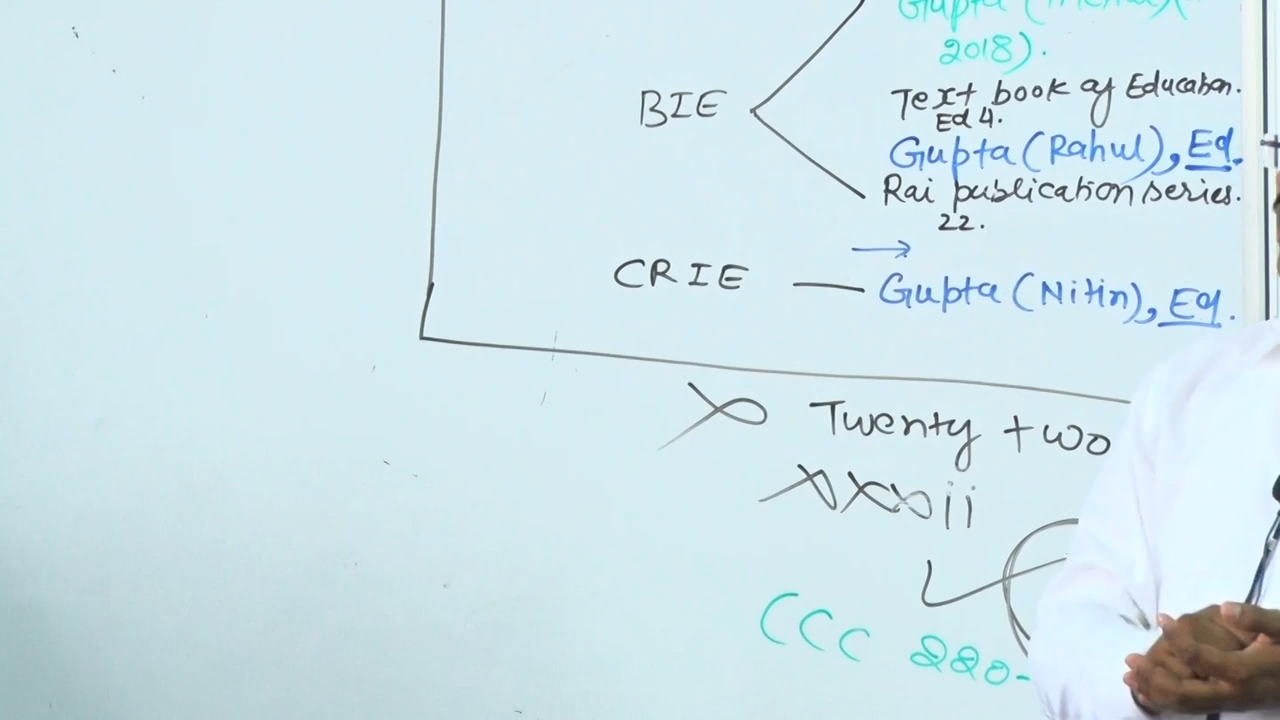 2018).
Text book of Education.
Ed 4.
BIE
Gupta (Rahul), Ed.
Rai publication series.
22.
CRIE — Gupta (Nitin), Ed.
Twenty two
CCC 220-